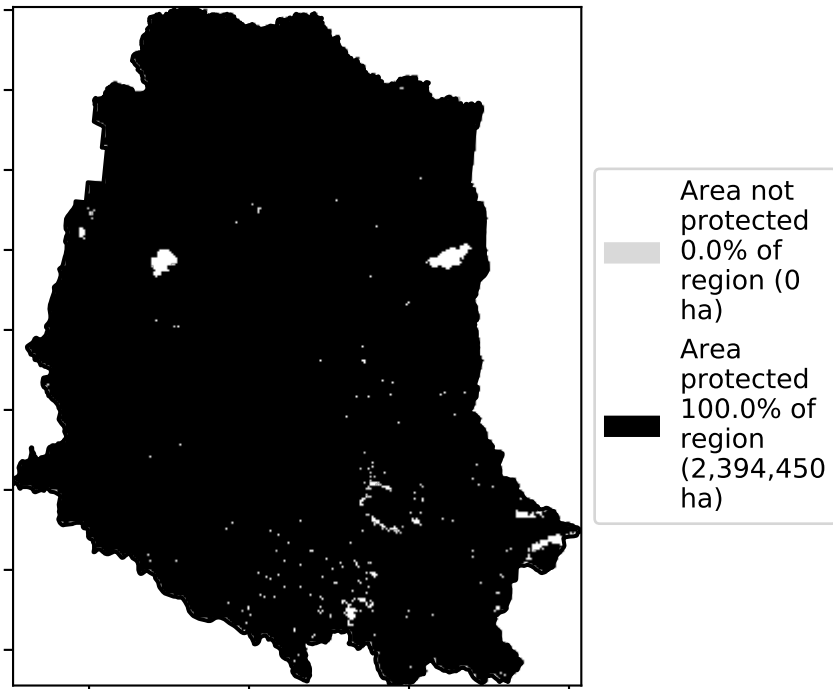 Area not
protected
0.0% of
region (0
ha)
Area
protected
100.0% of
region
(2,394,450
ha)